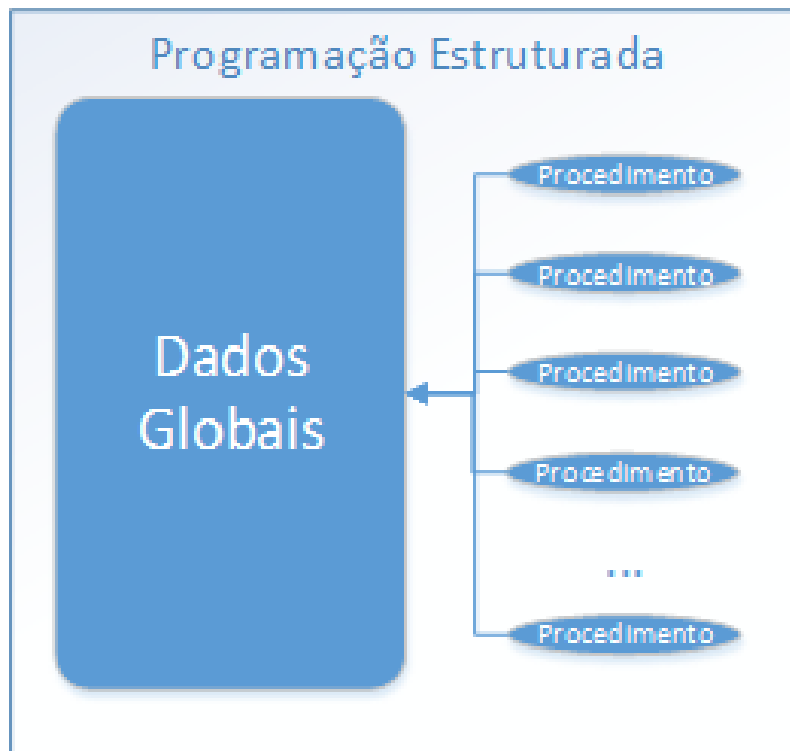 Programação Estruturada
Dados
Globais
Procedimento
Procedimento
Procedimento
Procedimento
...
Procedimento